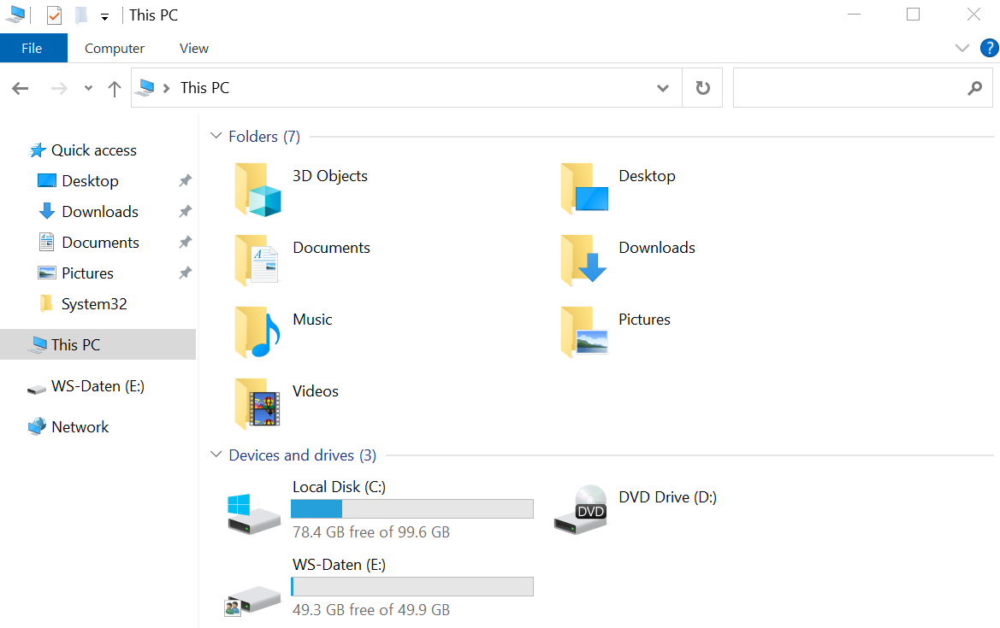 This PC
File
Computer
View
?
This PC
Quick access
Desktop
Downloads
Documents
Pictures
System32
This PC
WS-Daten (E:)
Network
Folders (7)
3D Objects
Desktop
Documents
Downloads
Music
Pictures
Videos
Devices and drives (3)
Local Disk (C:)
78.4 GB free of 99.6 GB
DVD
DVD Drive (D:)
WS-Daten (E:)
49.3 GB free of 49.9 GB